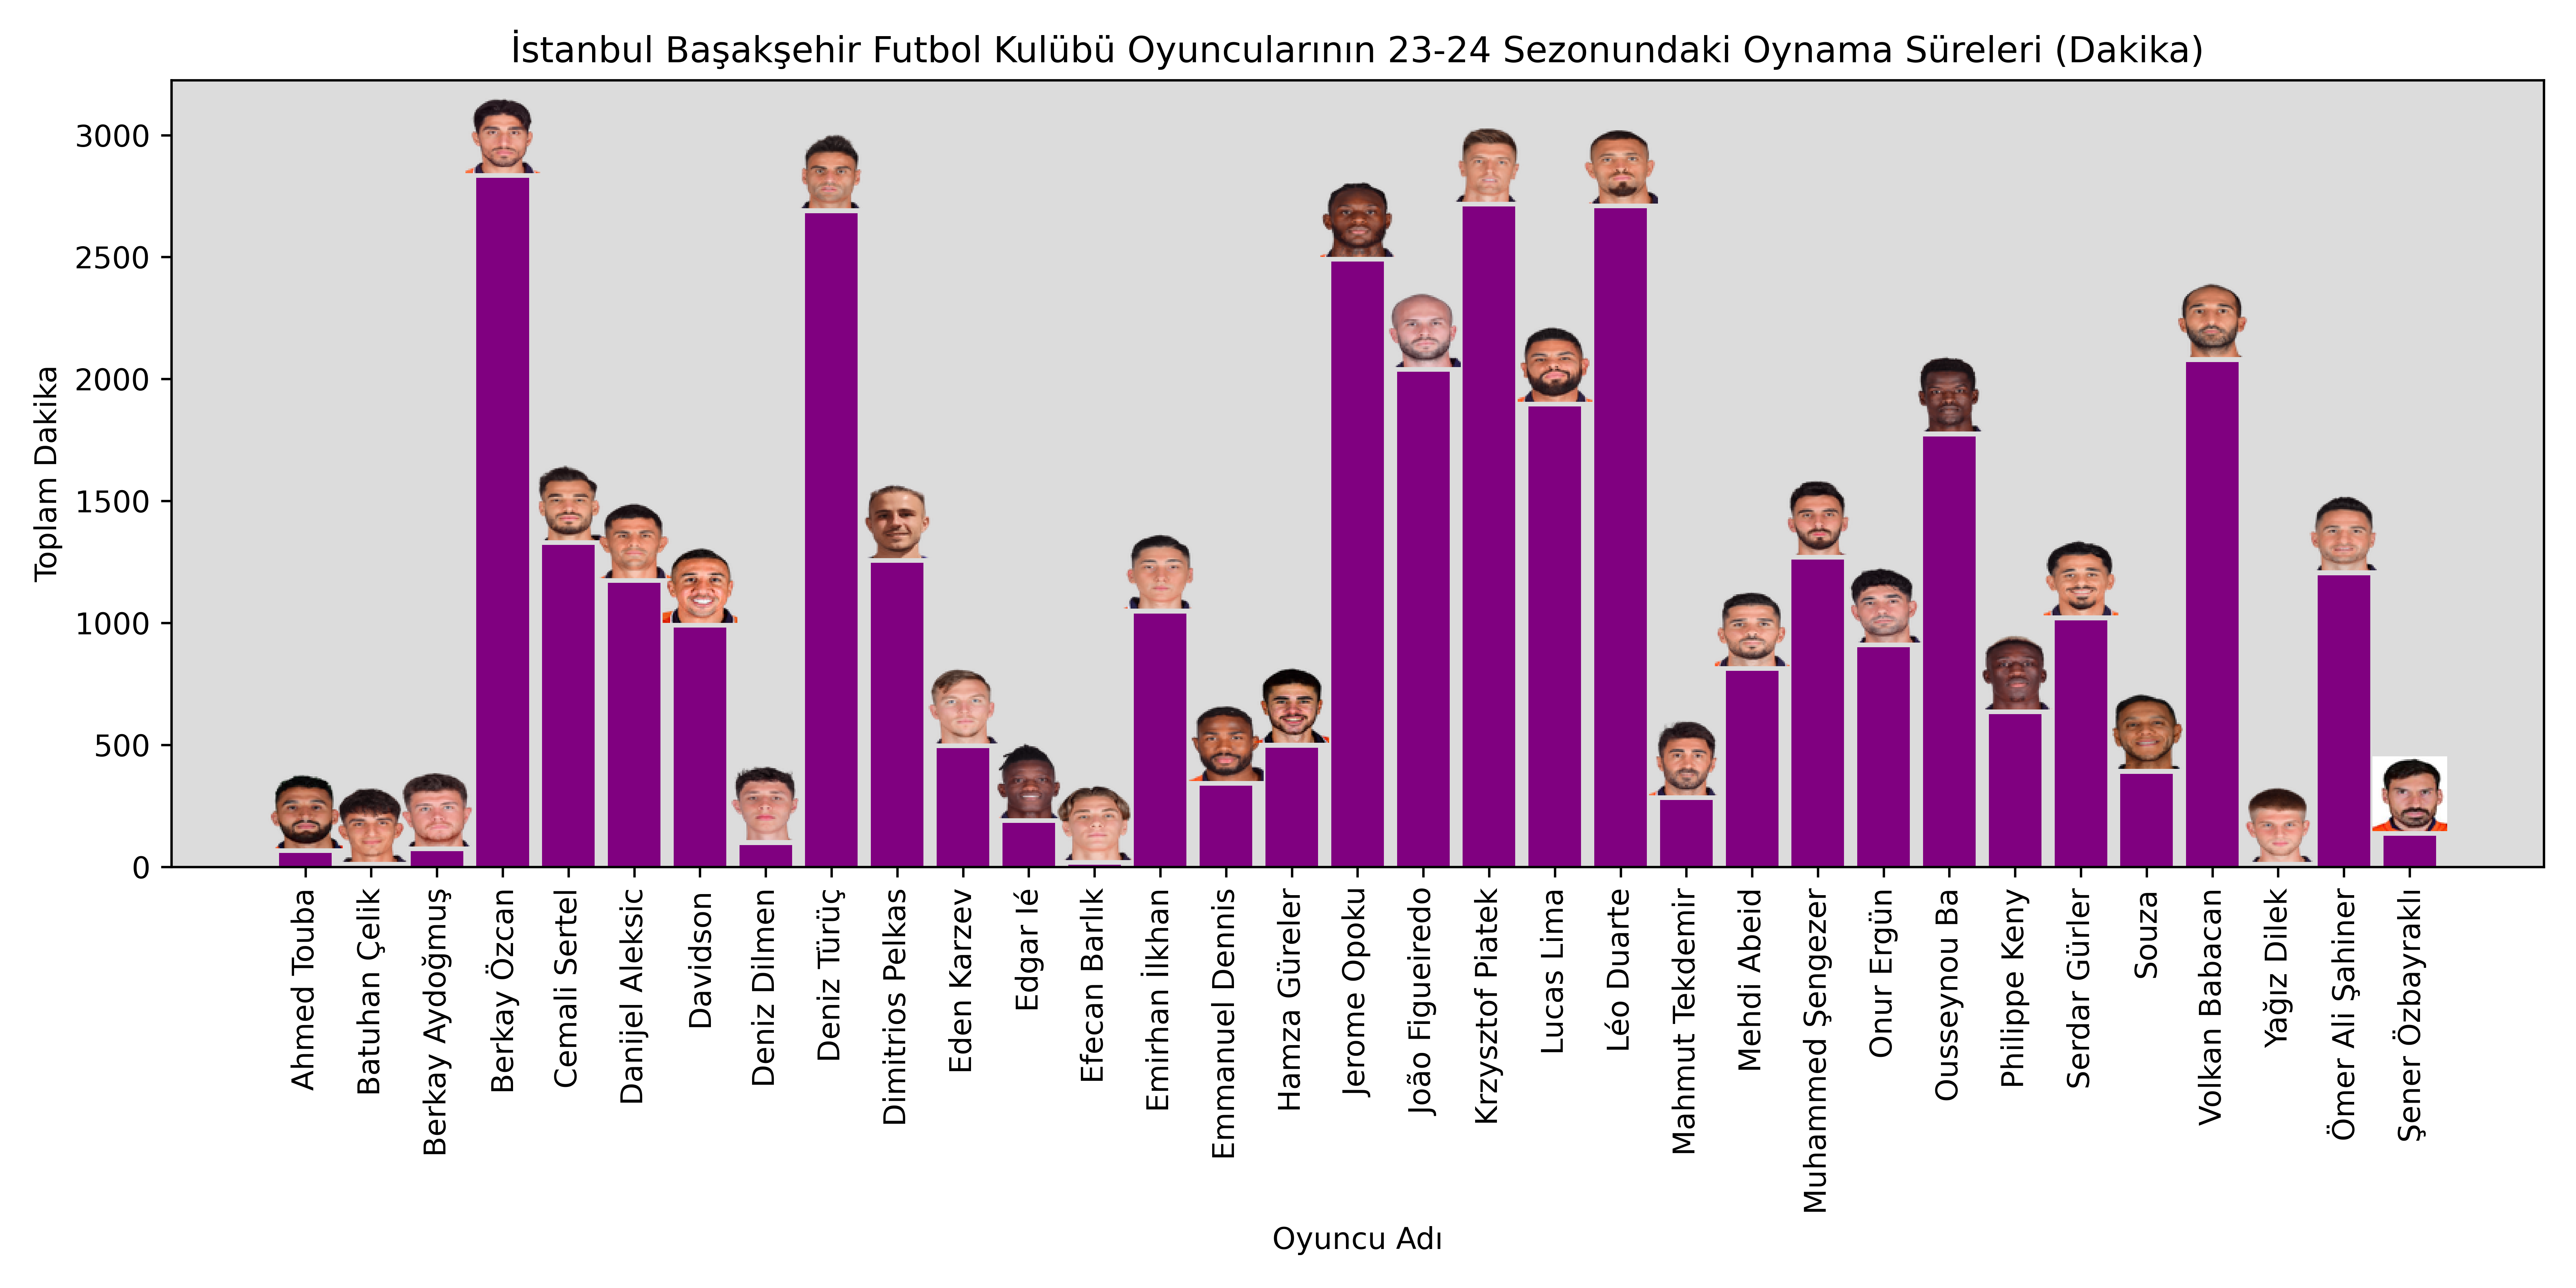 İstanbul Başakşehir Futbol Kulübü Oyuncularının 23-24 Sezonundaki Oynama Süreleri (Dakika)
Toplam Dakika
3000
2500
2000
1500
1000
500
0
Ahmed Touba
Batuhan Çelik
Berkay Aydoğmuş
Berkay Özcan
Cemali Sertel
Danijel Aleksic
Davidson
Deniz Dilmen
Deniz Türüç
Dimitrios Pelkas
Eden Karzev
Edgar Ié
Efecan Barlık
Emirhan İlkhan
Emmanuel Dennis
Hamza Güreler
Jerome Opoku
João Figueiredo
Krzysztof Piatek
Lucas Lima
Léo Duarte
Mahmut Tekdemir
Mehdi Abeid
Muhammed Şengezer
Onur Ergün
Ousseynou Ba
Philippe Keny
Serdar Gürler
Souza
Volkan Babacan
Yağız Dilek
Ömer Ali Şahiner
Şener Özbayraklı
Oyuncu Adı